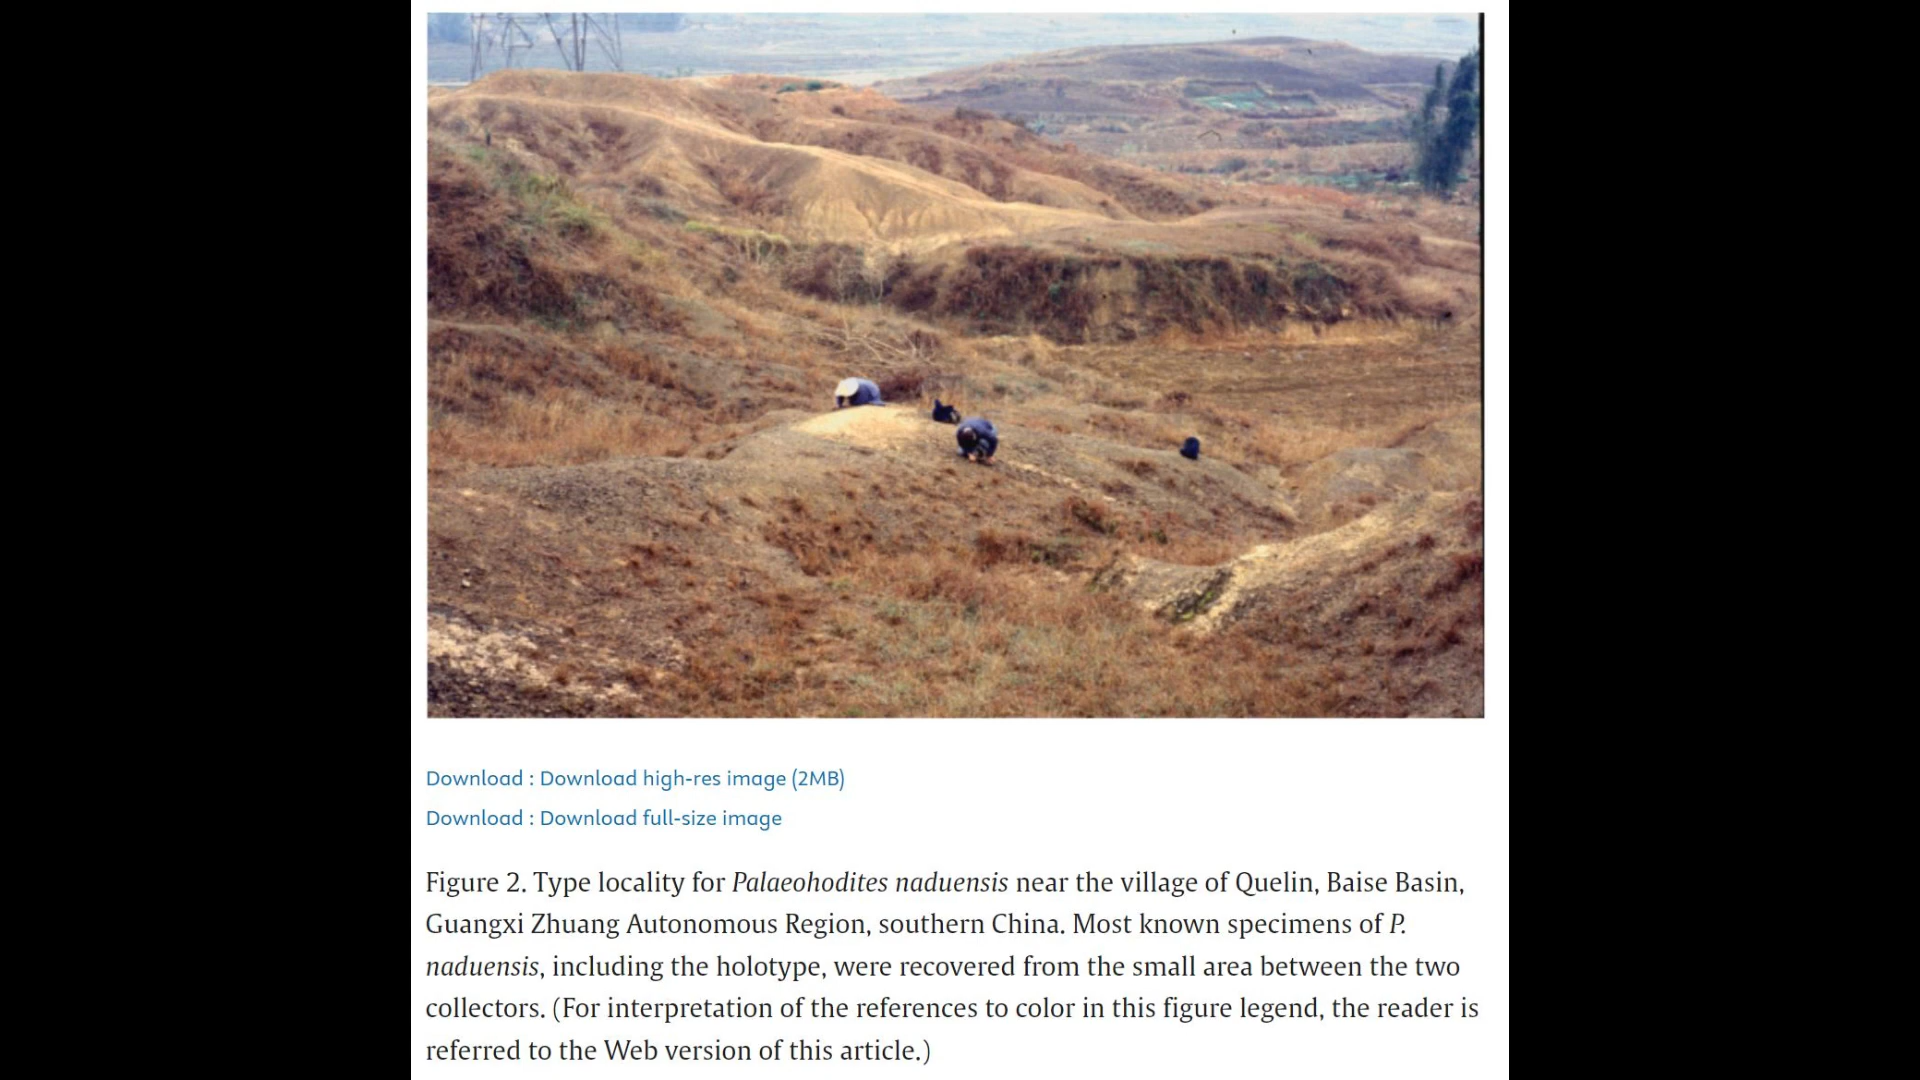 Download : Download high-res image (2MB)
Download : Download full-size image
Figure 2. Type locality for Palaeohodites naduensis near the village of Quelin, Baise Basin,
Guangxi Zhuang Autonomous Region, southern China. Most known specimens of P.
naduensis, including the holotype, were recovered from the small area between the two
collectors. (For interpretation of the references to color in this figure legend, the reader is
referred to the Web version of this article.)